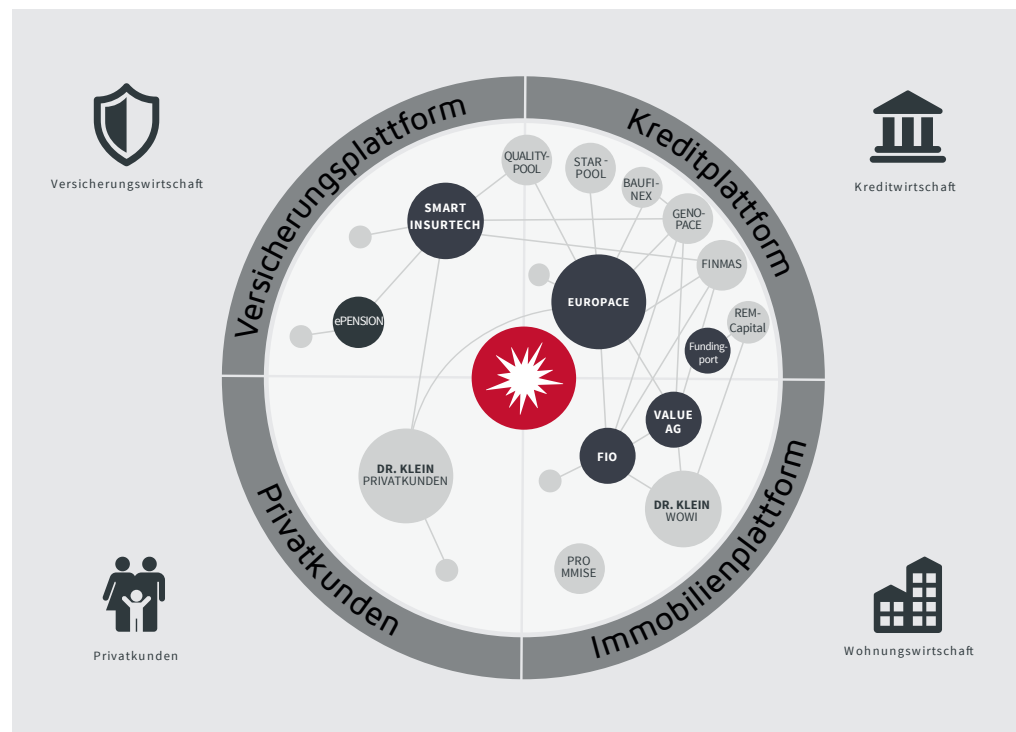 Versicherungswirtschaft
Kreditwirtschaft
Versicherungsplattform
Kreditplattform
QUALITY-
POOL
STAR -
POOL
BAUFI-
NEX
GENO-
PACE
SMART
INSURTECH
FINMAS
EUROPACE
REM-
Capital
ePENSION
Funding-
port
VALUE
AG
FIO
DR. KLEIN
PRIVATKUNDEN
DR. KLEIN
WOWI
PRO
MMISE
Privatkunden
Immobilienplattform
Privatkunden
Wohnungswirtschaft